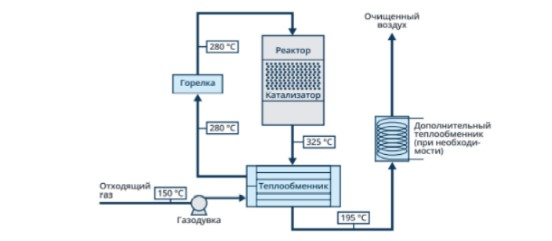 Очищенный
воздух
280 °C
Реактор
Катализатор
Горелка
280 °C
325 °C
Дополнительный
теплообменник
(при необходи-
мости)
Отходящий
газ
150 °C
Теплообменник
Газодувка
195 °C